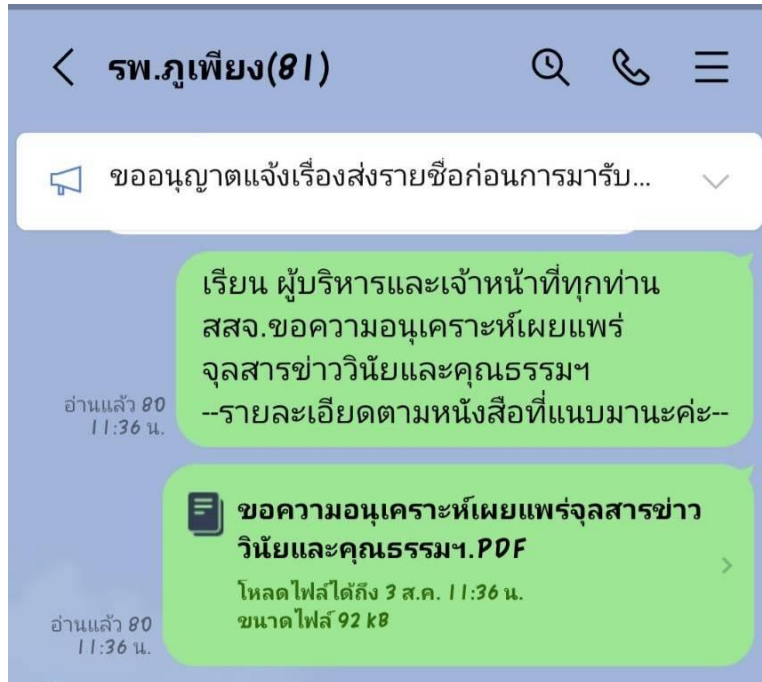 รพ.ภูเพียง(81)
ขออนุญาตแจ้งเรื่องส่งรายชื่อก่อนการมารับ...
เรียน ผู้บริหารและเจ้าหน้าที่ทุกท่าน
สสจ.ขอความอนุเคราะห์เผยแพร่
จุลสารข่าววินัยและคุณธรรมฯ
--รายละเอียดตามหนังสือที่แนบมานะค่ะ--
อ่านแล้ว 80
11:36 น.
ขอความอนุเคราะห์เผยแพร่จุลสารข่าว
วินัยและคุณธรรมฯ.PDF
โหลดไฟล์ได้ถึง 3 ส.ค. 11:36 น.
ขนาดไฟล์ 92 kB
อ่านแล้ว 80
11:36 น.